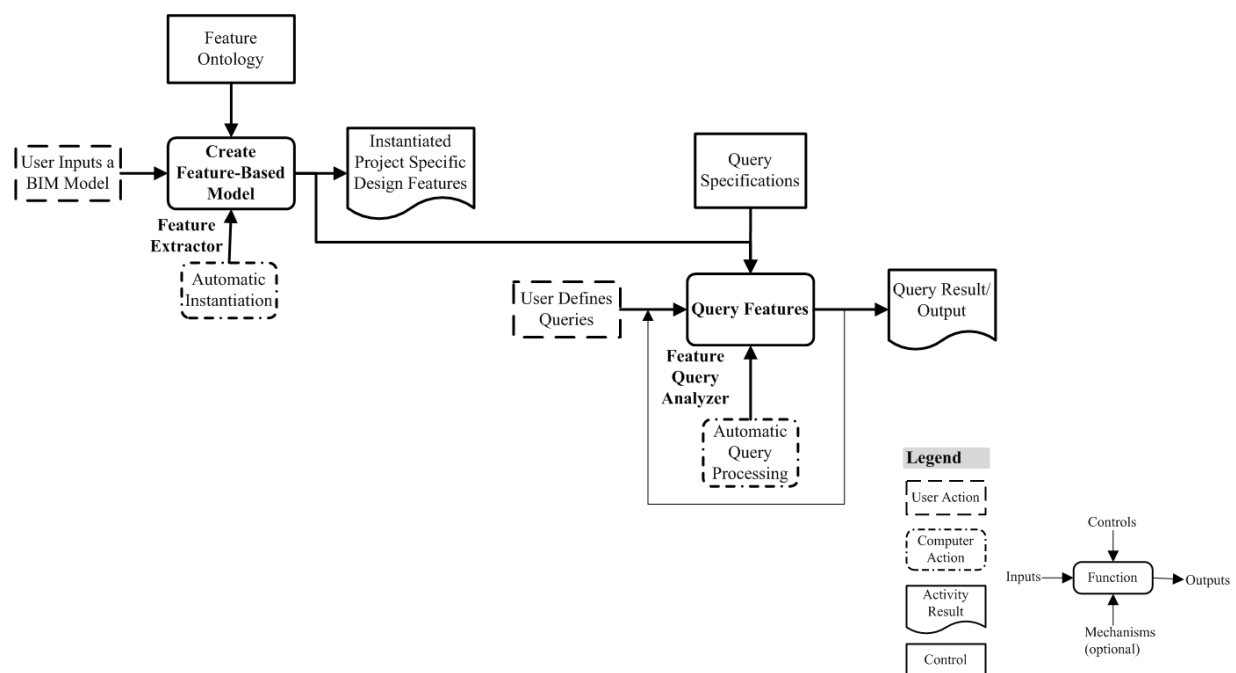 Feature
Ontology
User Inputs a
BIM Model
Create
Feature-Based
Model
Instantiated
Project Specific
Design Features
Feature
Extractor
Automatic
Instantiation
Query
Specifications
User Defines
Queries
Query Features
Query Result/
Output
Feature
Query
Analyzer
Automatic
Query
Processing
Legend
User Action
Computer
Action
Activity
Result
Control
Controls
Inputs
Function
Outputs
Mechanisms
(optional)